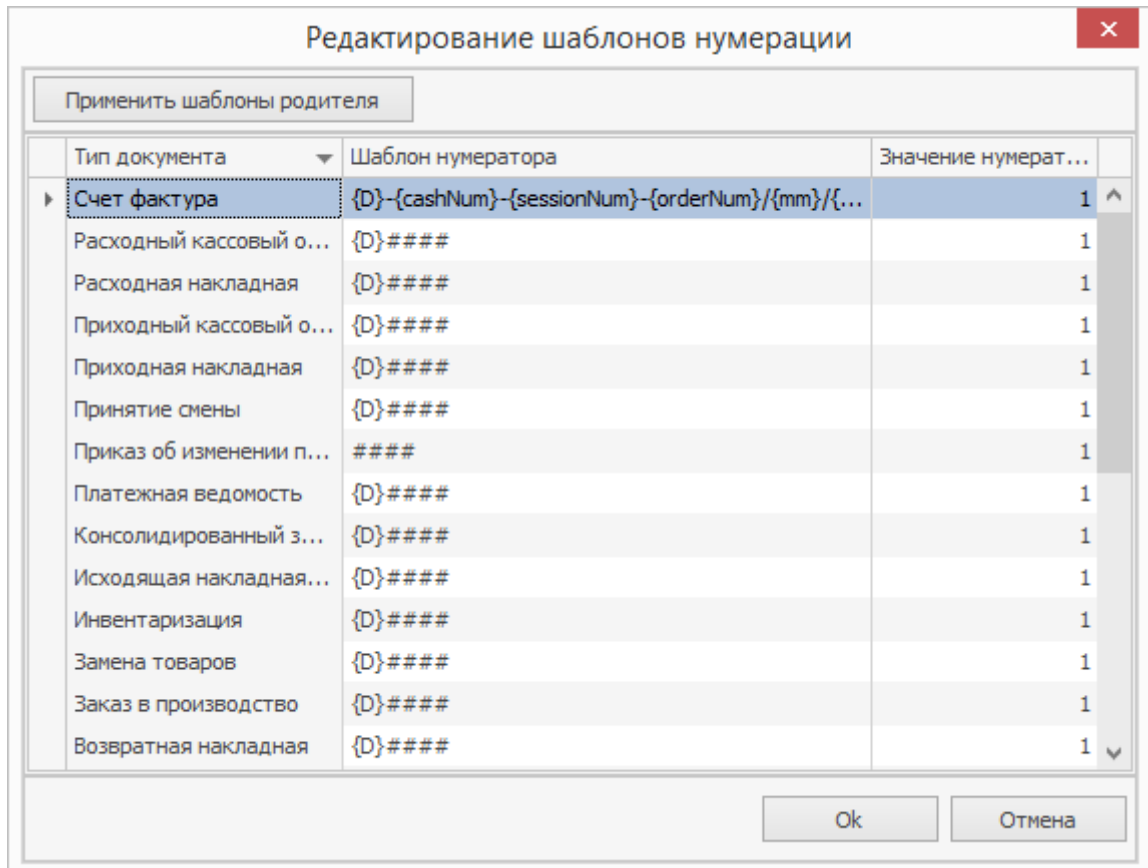 Редактирование шаблонов нумерации
Применить шаблоны родителя
Тип документа Шаблон нумератора Значение нумерат...
Счет фактура {D}-{cashNum}-{sessionNum}-{orderNum}/{mm}/{... 1
Расходный кассовый о... {D}#### 1
Расходная накладная {D}#### 1
Приходный кассовый о... {D}#### 1
Приходная накладная {D}#### 1
Принятие смены {D}#### 1
Приказ об изменении п... #### 1
Платежная ведомость {D}#### 1
Консолидированный з... {D}#### 1
Исходящая накладная... {D}#### 1
Инвентаризация {D}#### 1
Замена товаров {D}#### 1
Заказ в производство {D}#### 1
Возвратная накладная {D}#### 1
Ok Отмена